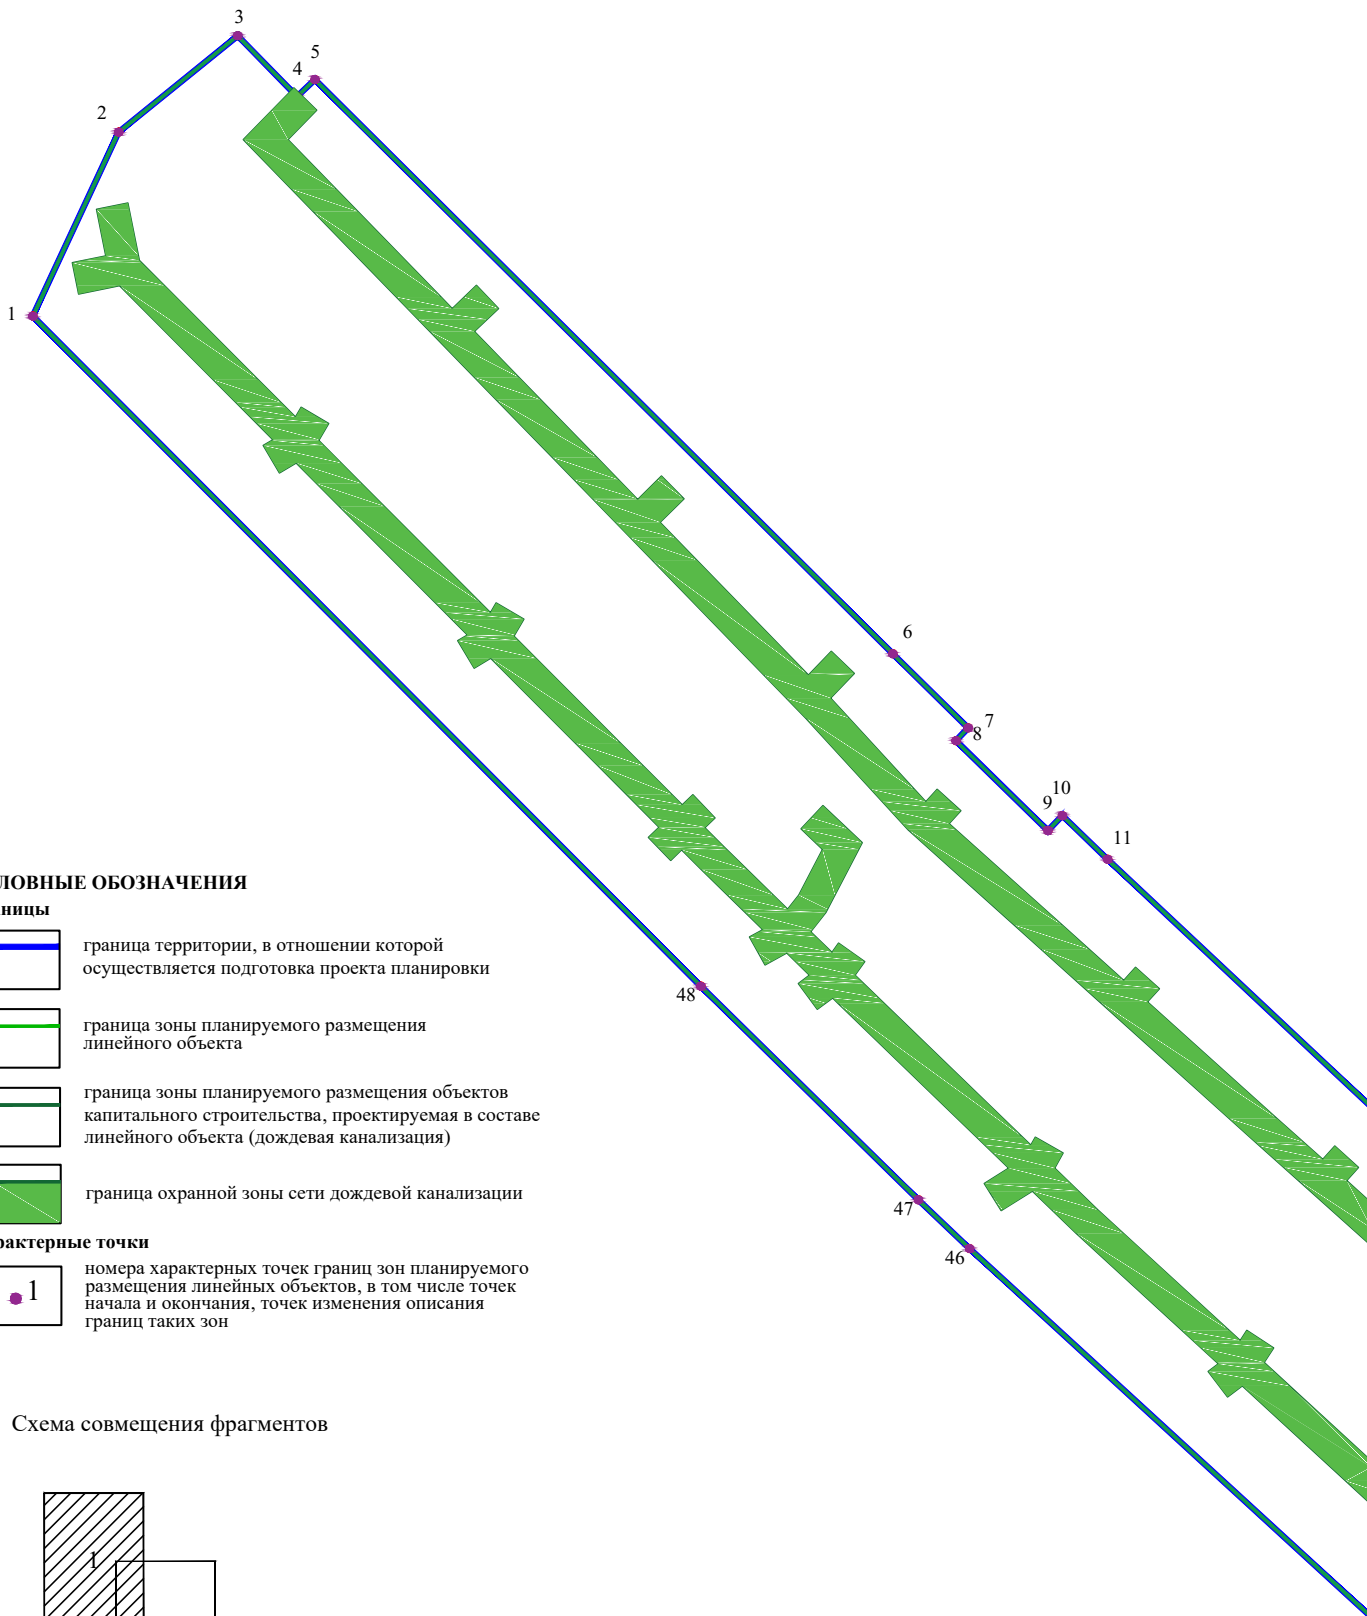 3
5
4
2
1
6
7
8
10
9
11
48
47
46
ЛОВНЫЕ ОБОЗНАЧЕНИЯ
ницы
граница территории, в отношении которой
осуществляется подготовка проекта планировки
граница зоны планируемого размещения
линейного объекта
граница зоны планируемого размещения объектов
капитального строительства, проектируемая в составе
линейного объекта (дождевая канализация)
граница охранной зоны сети дождевой канализации
рактерные точки
1
номера характерных точек границ зон планируемого
размещения линейных объектов, в том числе точек
начала и окончания, точек изменения описания
границ таких зон
Схема совмещения фрагментов
1